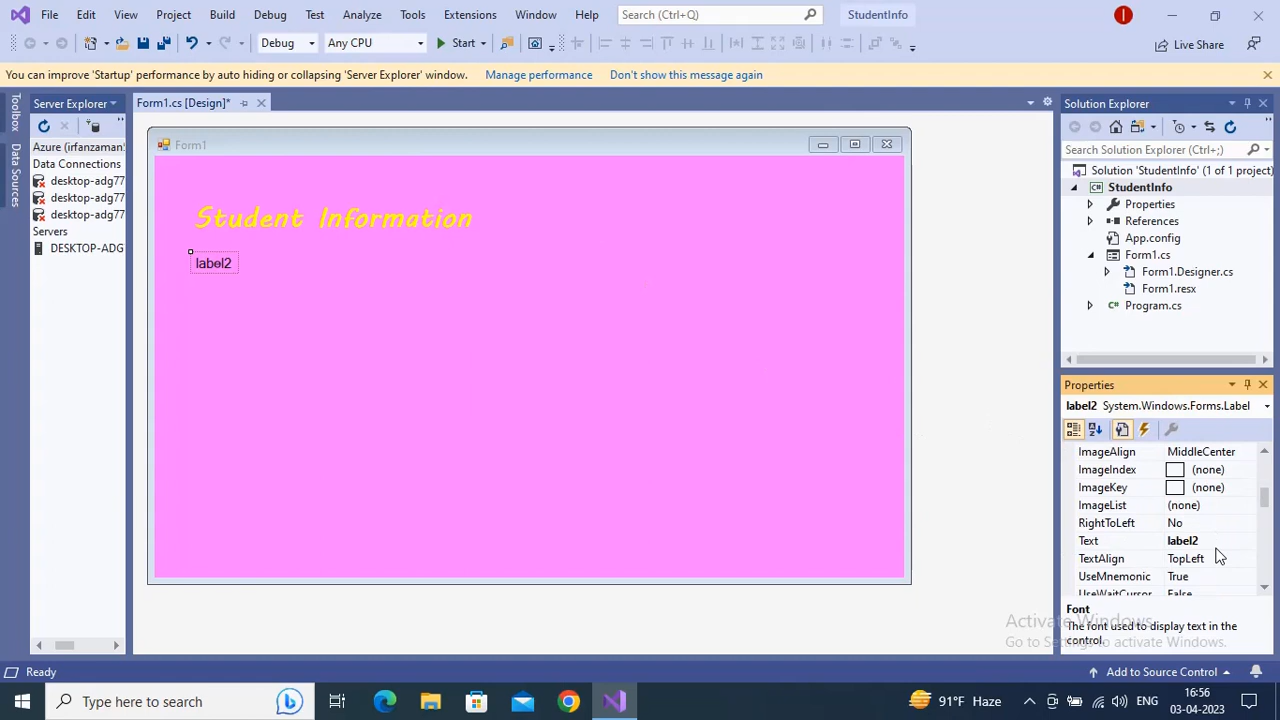 File Edit View Project Build Debug Test Analyze Tools Extensions Window Help Search (Ctrl+Q) StudentInfo
Debug Any CPU Start Live Share
You can improve 'Startup' performance by auto hiding or collapsing 'Server Explorer' window. Manage performance Don't show this message again
Toolbox
Data Sources
Server Explorer
Azure (irfanzaman
Data Connections
desktop-adg77
desktop-adg77
desktop-adg77
Servers
DESKTOP-ADG
Form1.cs [Design]*
Form1
Student Information
label2
Solution Explorer
Search Solution Explorer (Ctrl+;)
Solution 'StudentInfo' (1 of 1 project)
StudentInfo
Properties
References
App.config
Form1.cs
Form1.Designer.cs
Form1.resx
Program.cs
Properties
label2 System.Windows.Forms.Label
ImageAlign MiddleCenter
ImageIndex (none)
ImageKey (none)
ImageList (none)
RightToLeft No
Text label2
TextAlign TopLeft
UseMnemonic True
UseWaitCursor False
Font
The font used to display text in the
control.
Activate Windows
Go to Settings to activate Windows.
Ready Add to Source Control
Type here to search 91°F Haze ENG 16:56
03-04-2023